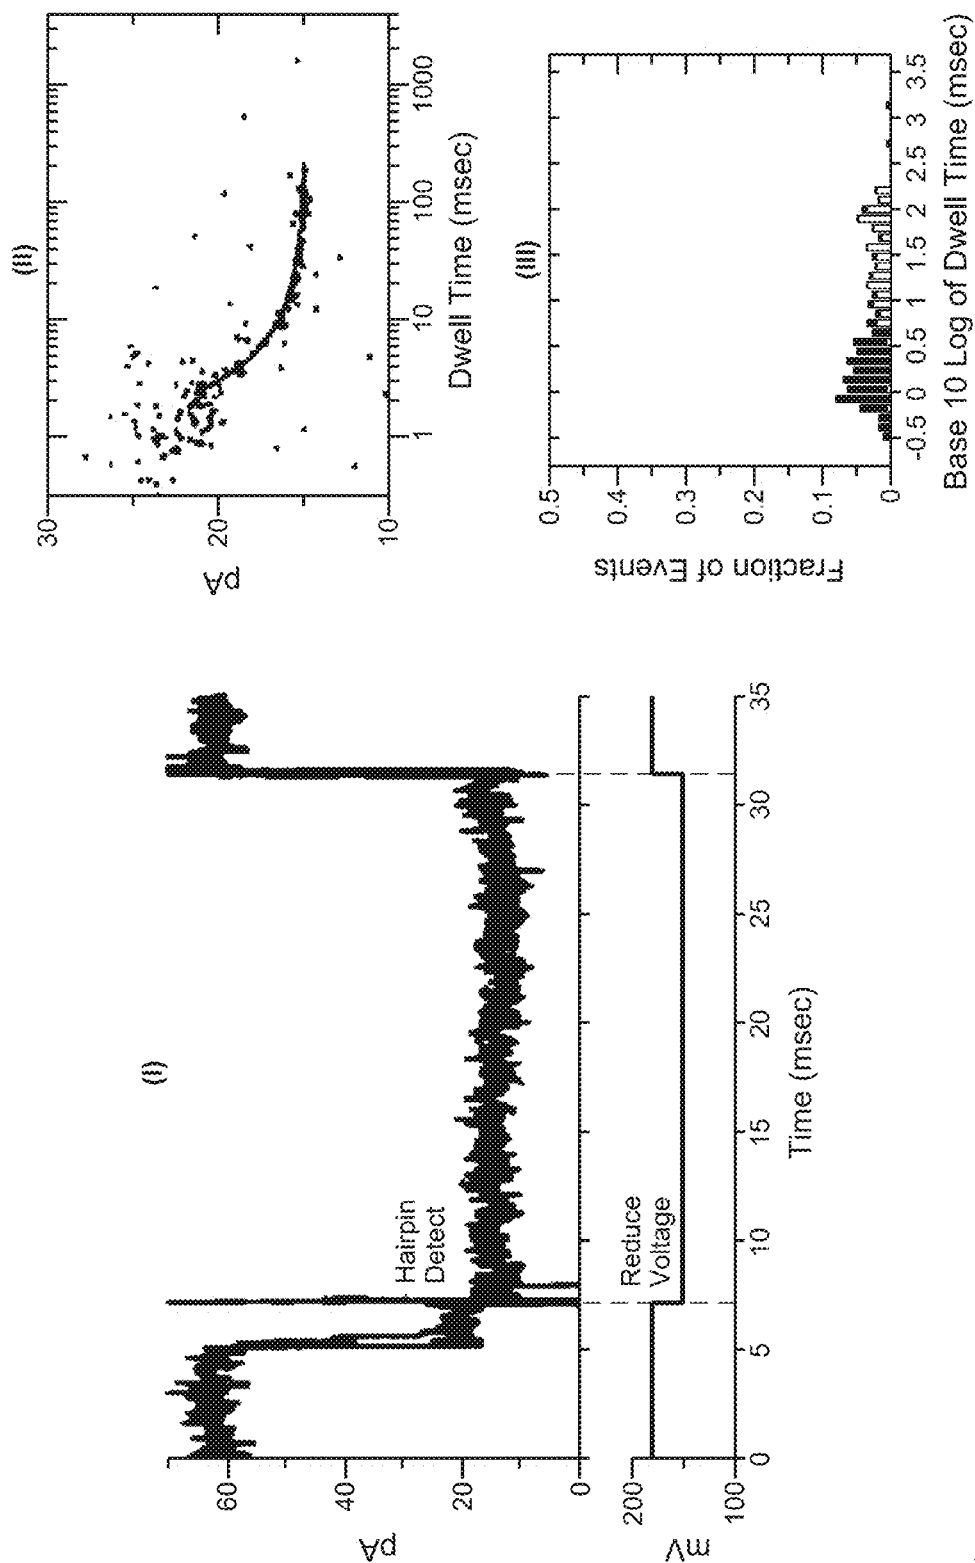 (I)
60
40
20
0
pA
Hairpin
Detect
200
100
mV
Reduce
Voltage
0
5
10
15
20
25
30
35
Time (msec)
(II)
30
20
10
pA
1
10
100
1000
Dwell Time (msec)
(III)
0.5
0.4
0.3
0.2
0.1
0
Fraction of Events
-0.5
0
0.5
1
1.5
2
2.5
3
3.5
Base 10 Log of Dwell Time (msec)